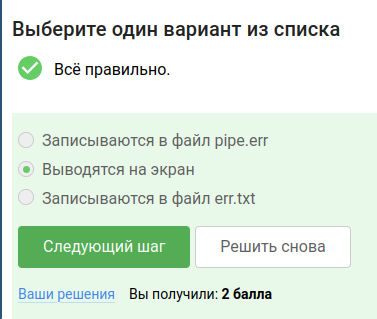 Выберите один вариант из списка
Всё правильно.
Записываются в файл pipe.err
Выводятся на экран
Записываются в файл err.txt
Следующий шаг Решить снова
Ваши решения Вы получили: 2 балла